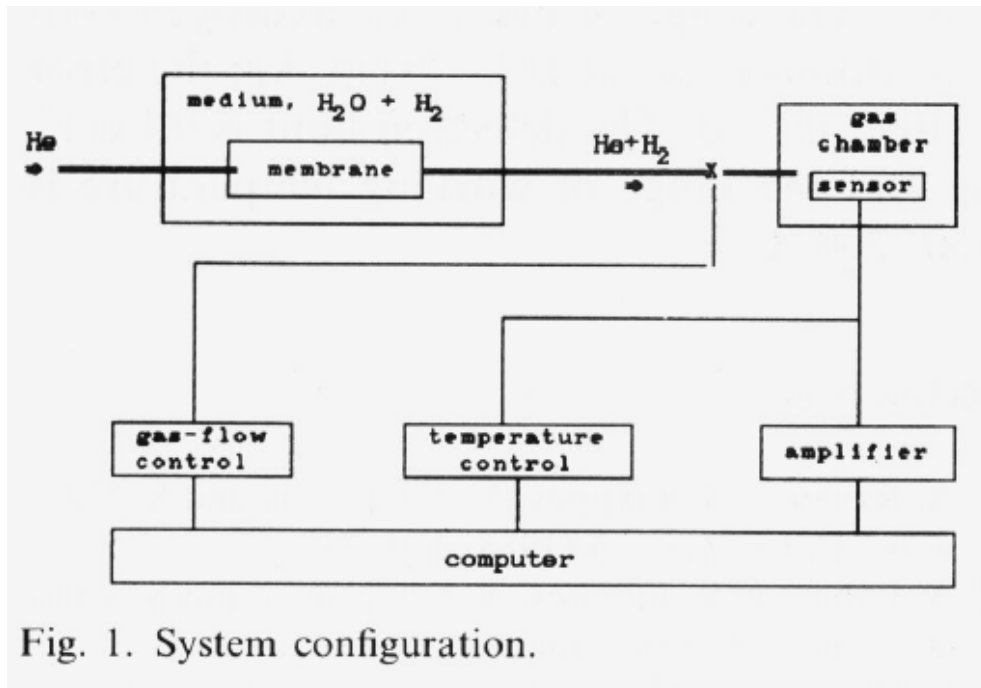 medium, H₂O + H₂
He
membrane
He+H₂
X
gas
chamber
sensor
gas-flow
control
temperature
control
amplifier
computer
Fig. 1. System configuration.